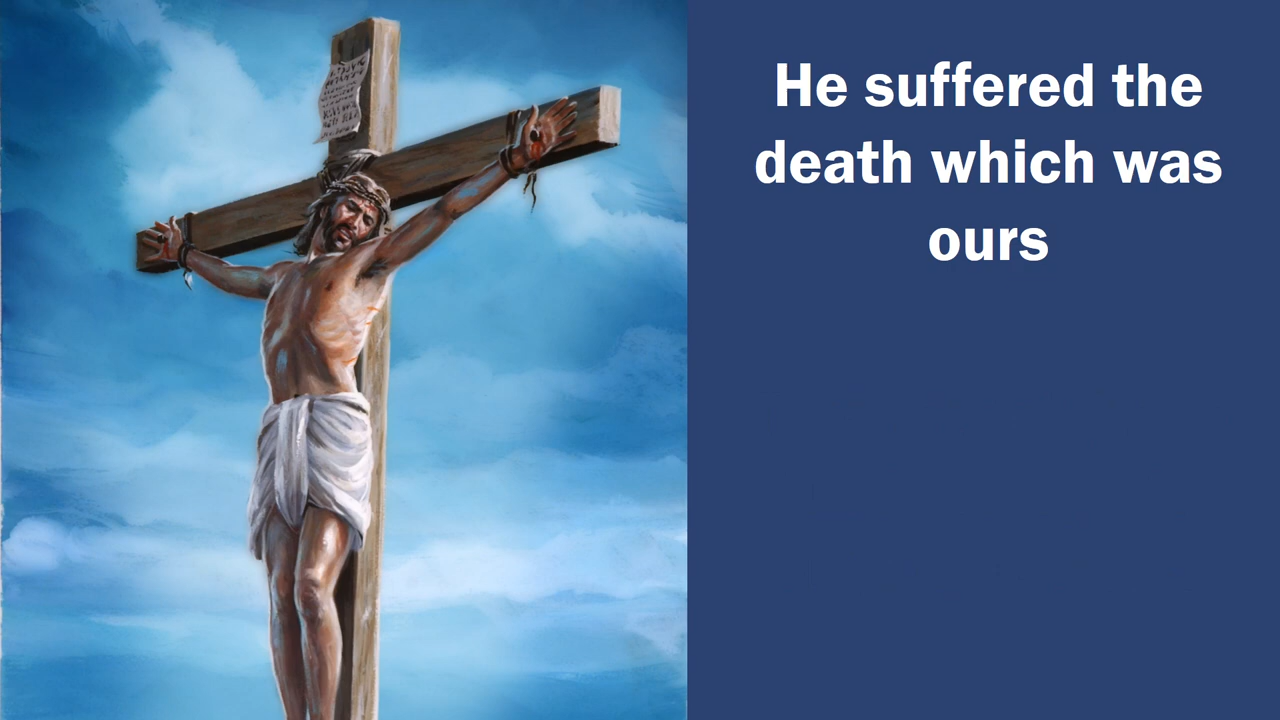 He suffered the
death which was
ours